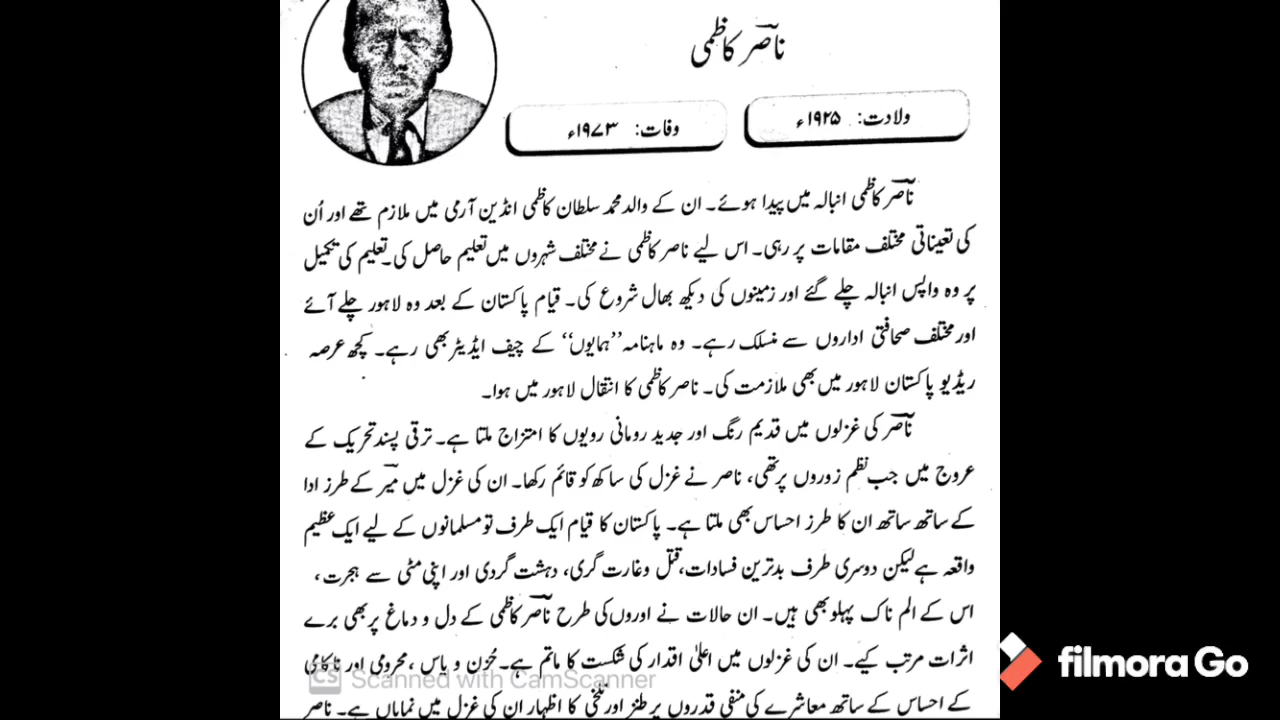 ناصر کاظمی
ولادت: ۱۹۲۵ء
وفات: ۱۹۷۳ء
ناصر کاظمی انبالہ میں پیدا ہوئے۔ ان کے والد محمد سلطان کاظمی انڈین آرمی میں ملازم تھے اور اُن
کی تعیناتی مختلف مقامات پر رہی۔ اس لیے ناصر کاظمی نے مختلف شہروں میں تعلیم حاصل کی۔ تعلیم کی تکمیل
پر وہ واپس انبالہ چلے گئے اور زمینوں کی دیکھ بھال شروع کی۔ قیام پاکستان کے بعد وہ لاہور چلے آئے
اور مختلف صحافتی اداروں سے منسلک رہے۔ وہ ماہنامہ ’’ہمایوں‘‘ کے چیف ایڈیٹر بھی رہے۔ کچھ عرصہ
ریڈیو پاکستان لاہور میں بھی ملازمت کی۔ ناصر کاظمی کا انتقال لاہور میں ہوا۔
ناصر کی غزلوں میں قدیم رنگ اور جدید رومانی رویوں کا امتزاج ملتا ہے۔ ترقی پسند تحریک کے
عروج میں جب نظم زوروں پر تھی، ناصر نے غزل کی ساکھ کو قائم رکھا۔ ان کی غزل میں میر کے طرز ادا
کے ساتھ ساتھ ان کا طرز احساس بھی ملتا ہے۔ پاکستان کا قیام ایک طرف تو مسلمانوں کے لیے ایک عظیم
واقعہ ہے لیکن دوسری طرف بدترین فسادات، قتل و غارت گری، دہشت گردی اور اپنی مٹی سے ہجرت،
اس کے الم ناک پہلو بھی ہیں۔ ان حالات نے اوروں کی طرح ناصر کاظمی کے دل و دماغ پر بھی برے
اثرات مرتب کیے۔ ان کی غزلوں میں اعلیٰ اقدار کی شکست کا ماتم ہے۔ حُزن و یاس، محرومی اور ناکامی
کے احساس کے ساتھ معاشرے کی منفی قدروں پر طنز اور تلخی کا اظہار ان کی غزل میں نمایاں ہے۔ ناصر
CS Scanned with CamScanner
filmora Go